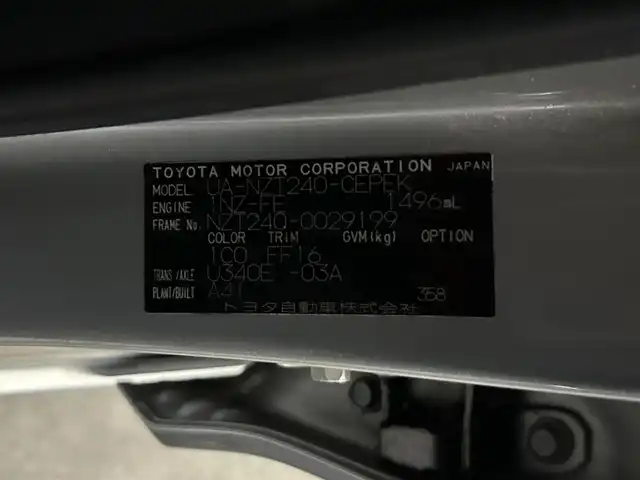 TOYOTA MOTOR CORPORATION JAPAN
MODEL UA-NZT240-CEPEK
ENGINE 1NZ-FE 1496mL
FRAME No. NZT240-0029199
COLOR TRIM GVM(kg) OPTION
1C0 FF16
TRANS/AXLE U340E -03A
PLANT/BUILT A41 358
トヨタ自動車株式会社